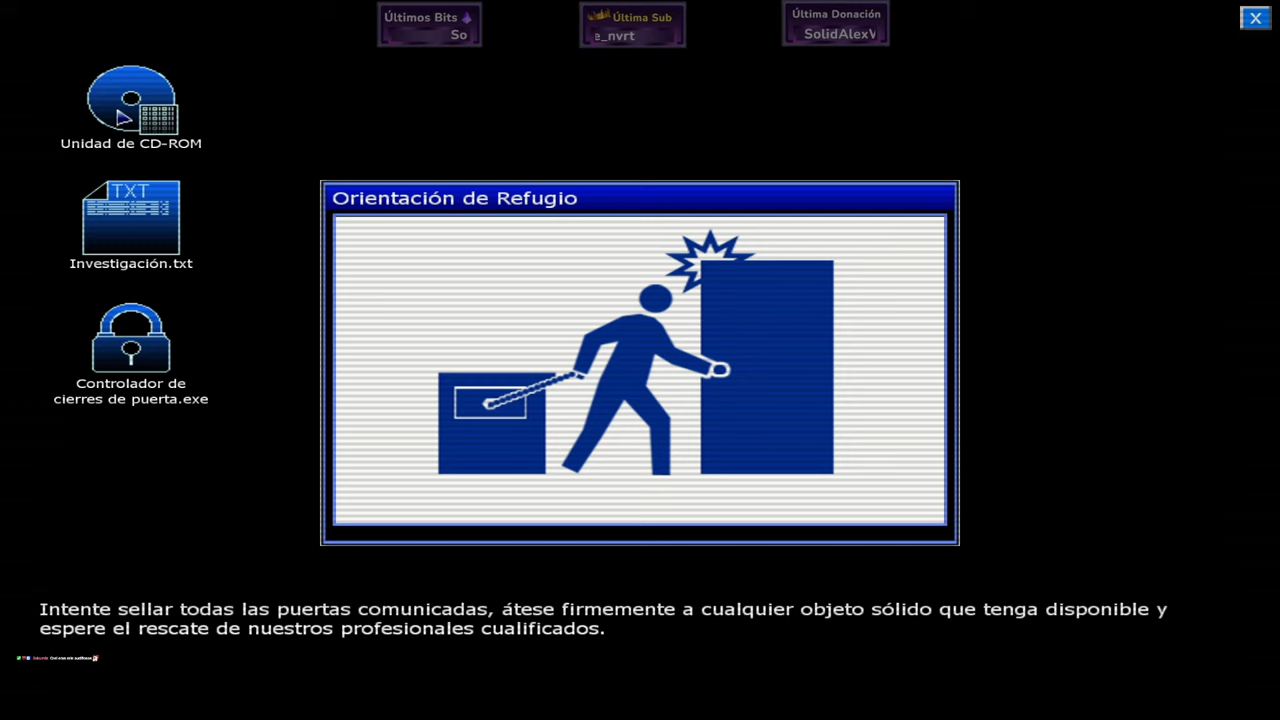 Últimos Bits
So
Última Sub
e_nvrt
Última Donación
SolidAlexV
X
Unidad de CD-ROM
TXT
Investigación.txt
Controlador de
cierres de puerta.exe
Orientación de Refugio
Intente sellar todas las puertas comunicadas, átese firmemente a cualquier objeto sólido que tenga disponible y
espere el rescate de nuestros profesionales cualificados.